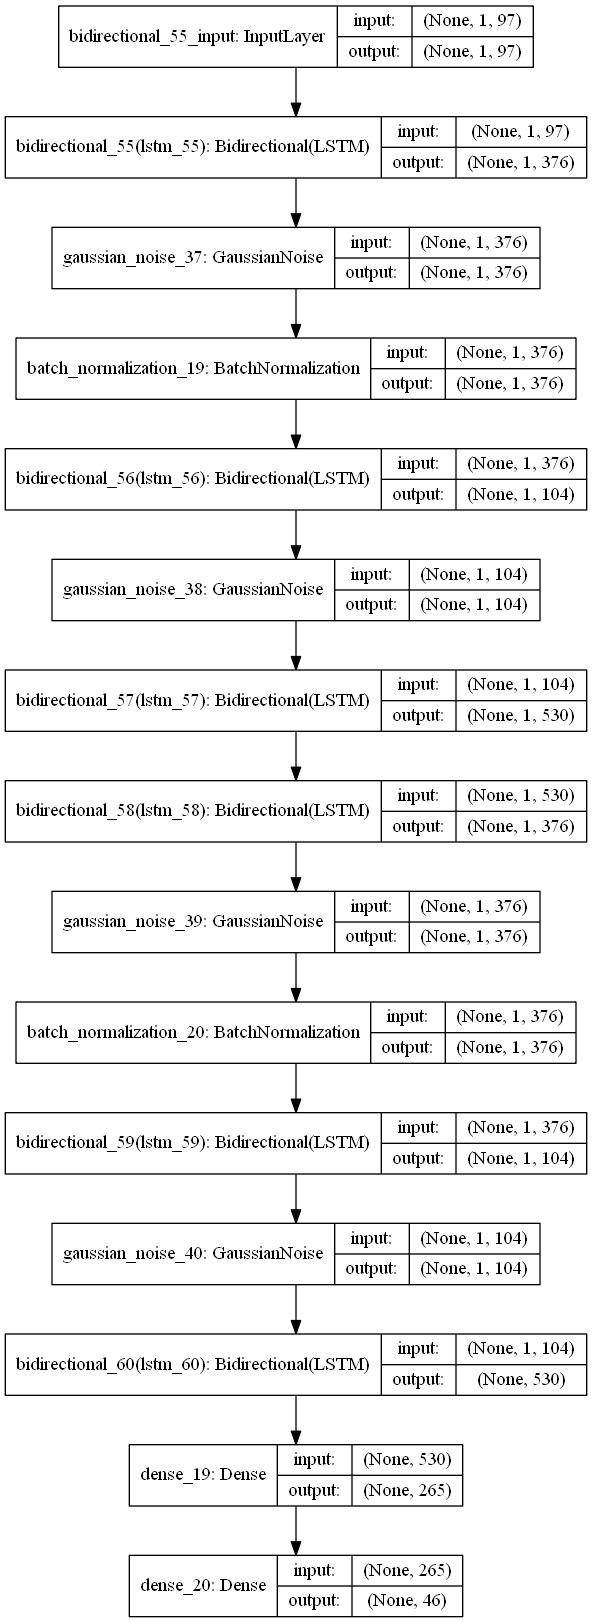 bidirectional_55_input: InputLayer
input: (None, 1, 97)
output: (None, 1, 97)
bidirectional_55(lstm_55): Bidirectional(LSTM)
input: (None, 1, 97)
output: (None, 1, 376)
gaussian_noise_37: GaussianNoise
input: (None, 1, 376)
output: (None, 1, 376)
batch_normalization_19: BatchNormalization
input: (None, 1, 376)
output: (None, 1, 376)
bidirectional_56(lstm_56): Bidirectional(LSTM)
input: (None, 1, 376)
output: (None, 1, 104)
gaussian_noise_38: GaussianNoise
input: (None, 1, 104)
output: (None, 1, 104)
bidirectional_57(lstm_57): Bidirectional(LSTM)
input: (None, 1, 104)
output: (None, 1, 530)
bidirectional_58(lstm_58): Bidirectional(LSTM)
input: (None, 1, 530)
output: (None, 1, 376)
gaussian_noise_39: GaussianNoise
input: (None, 1, 376)
output: (None, 1, 376)
batch_normalization_20: BatchNormalization
input: (None, 1, 376)
output: (None, 1, 376)
bidirectional_59(lstm_59): Bidirectional(LSTM)
input: (None, 1, 376)
output: (None, 1, 104)
gaussian_noise_40: GaussianNoise
input: (None, 1, 104)
output: (None, 1, 104)
bidirectional_60(lstm_60): Bidirectional(LSTM)
input: (None, 1, 104)
output: (None, 530)
dense_19: Dense
input: (None, 530)
output: (None, 265)
dense_20: Dense
input: (None, 265)
output: (None, 46)